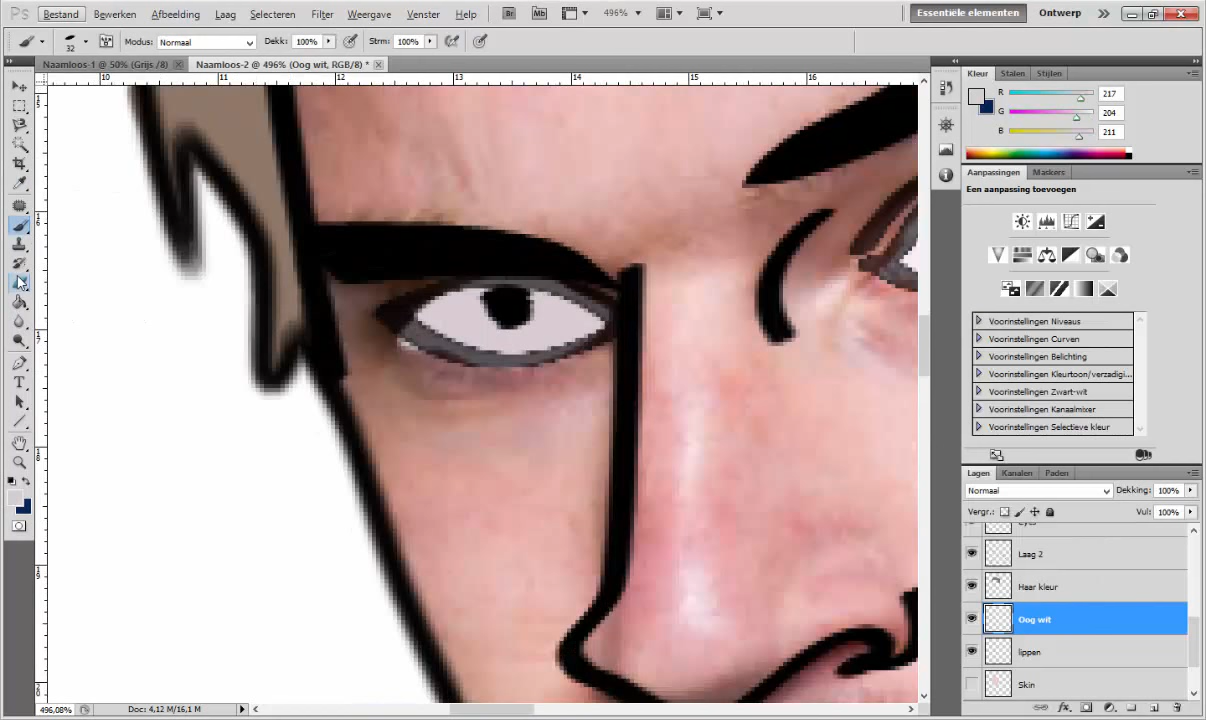 Ps Bestand Bewerken Afbeelding Laag Selecteren Filter Weergave Venster Help Br Mb 496% Essentiële elementen Ontwerp
32 Modus: Normaal Dekk: 100% Strm: 100%
Naamloos-1 @ 50% (Grijs /8) Naamloos-2 @ 496% (Oog wit, RGB/8) *
10 11 12 13 14 15 16
Kleur Stalen Stijlen
R 217
G 204
B 211
Aanpassingen Maskers
Een aanpassing toevoegen
Voorinstellingen Niveaus
Voorinstellingen Curven
Voorinstellingen Belichting
Voorinstellingen Kleurtoon/verzadigi...
Voorinstellingen Zwart-wit
Voorinstellingen Kanaalmixer
Voorinstellingen Selectieve kleur
Lagen Kanalen Paden
Normaal Dekking: 100%
Vergr.: Vul: 100%
Laag 2
Haar kleur
Oog wit
lippen
Skin
496,08% Doc: 4,12 M/16,1 M